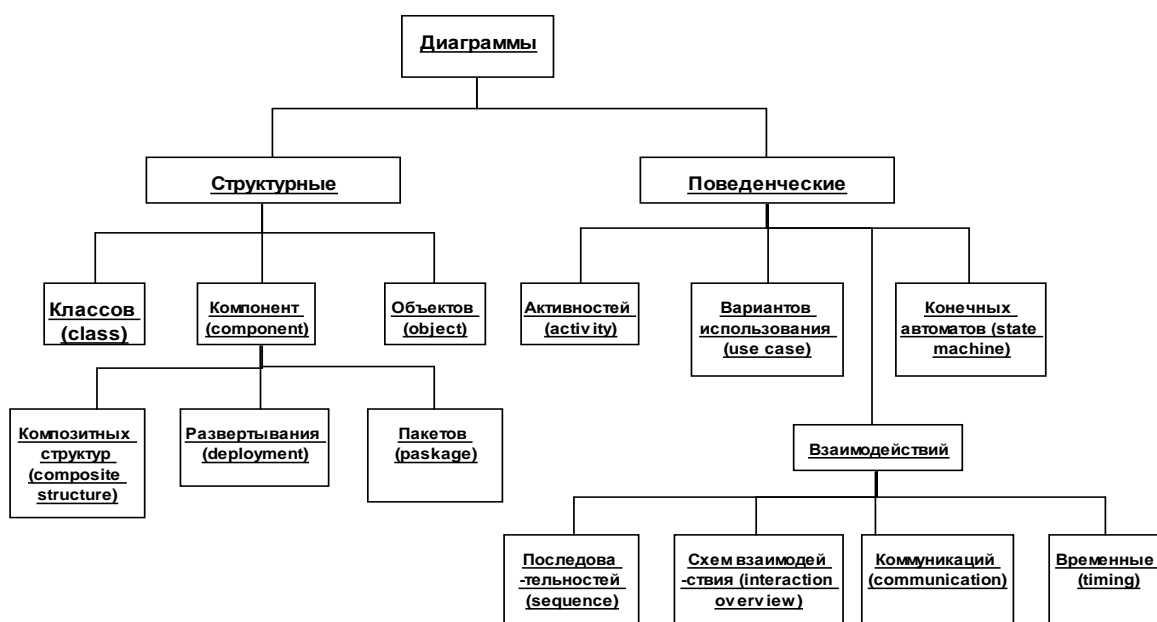 Диаграммы
Структурные
Поведенческие
Классов
(class)
Компонент
(component)
Объектов
(object)
Активностей
(activity)
Вариантов
использования
(use case)
Конечных
автоматов (state
machine)
Композитных
структур
(composite
structure)
Развертывания
(deployment)
Пакетов
(paskage)
Взаимодействий
Последова
-тельностей
(sequence)
Схем взаимодей
-ствия (interaction
overview)
Коммуникаций
(communication)
Временные
(timing)